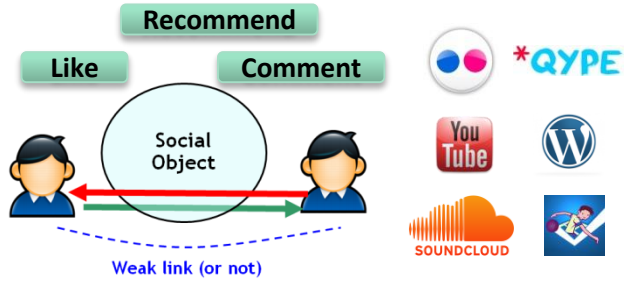 Recommend
Like
Comment
Social
Object
Weak link (or not)
*QYPE
You
Tube
W
SOUNDCLOUD